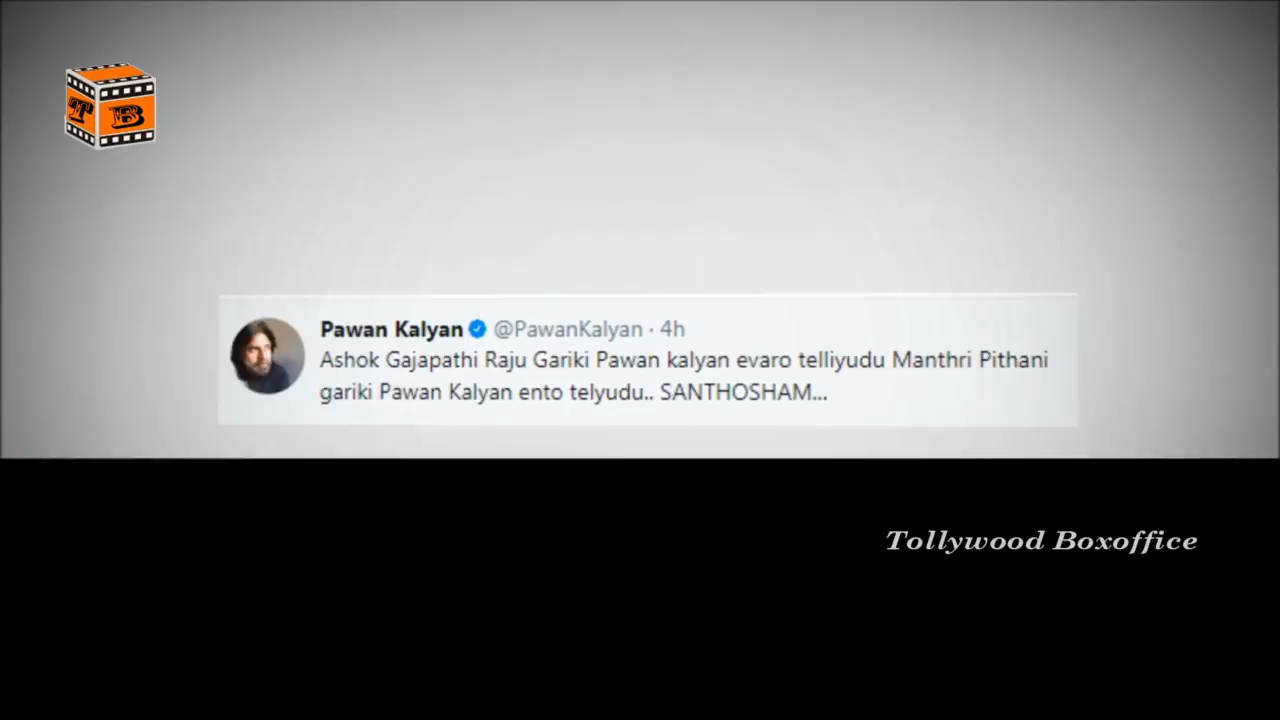 T B
Pawan Kalyan @PawanKalyan · 4h
Ashok Gajapathi Raju Gariki Pawan kalyan evaro telliyudu Manthri Pithani
gariki Pawan Kalyan ento telyudu.. SANTHOSHAM...
Tollywood Boxoffice